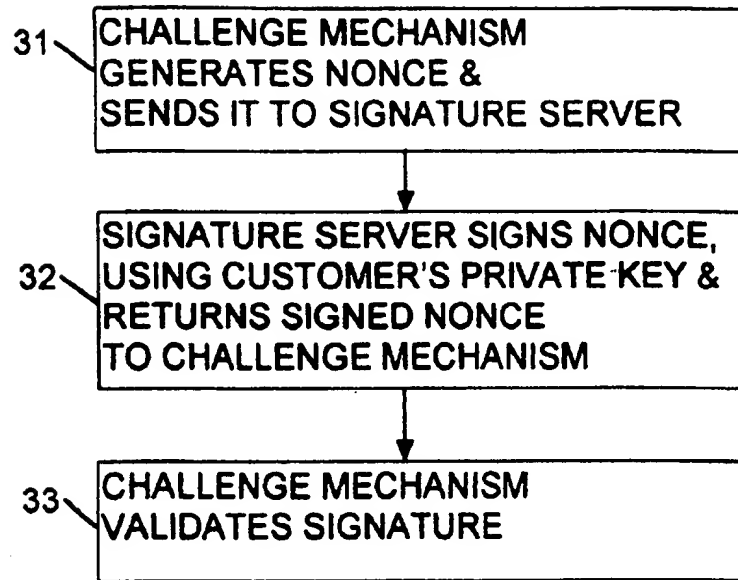 31
CHALLENGE MECHANISM
GENERATES NONCE &
SENDS IT TO SIGNATURE SERVER
32
SIGNATURE SERVER SIGNS NONCE,
USING CUSTOMER'S PRIVATE KEY &
RETURNS SIGNED NONCE
TO CHALLENGE MECHANISM
33
CHALLENGE MECHANISM
VALIDATES SIGNATURE